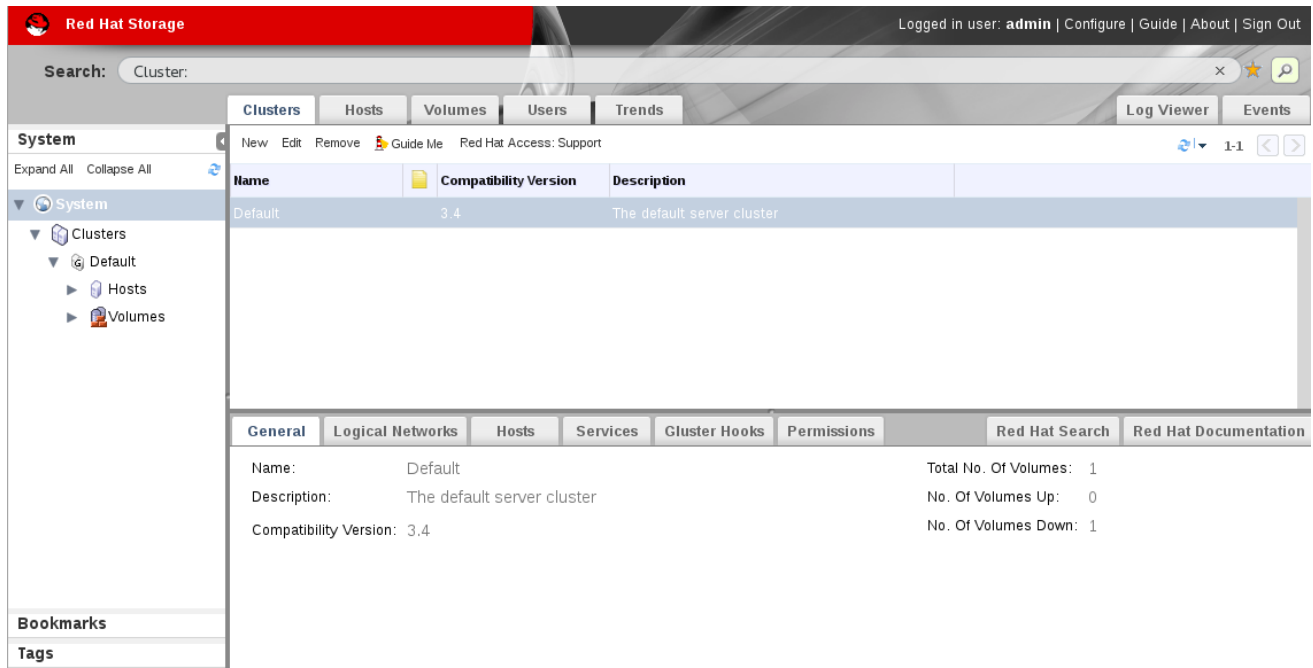 Red Hat Storage
Logged in user: admin | Configure | Guide | About | Sign Out
Search: Cluster:
Clusters Hosts Volumes Users Trends Log Viewer Events
System
New Edit Remove Guide Me Red Hat Access: Support 1-1
Expand All Collapse All
Name Compatibility Version Description
System
Default 3.4 The default server cluster
Clusters
Default
Hosts
Volumes
General Logical Networks Hosts Services Gluster Hooks Permissions Red Hat Search Red Hat Documentation
Name: Default Total No. Of Volumes: 1
Description: The default server cluster No. Of Volumes Up: 0
Compatibility Version: 3.4 No. Of Volumes Down: 1
Bookmarks
Tags